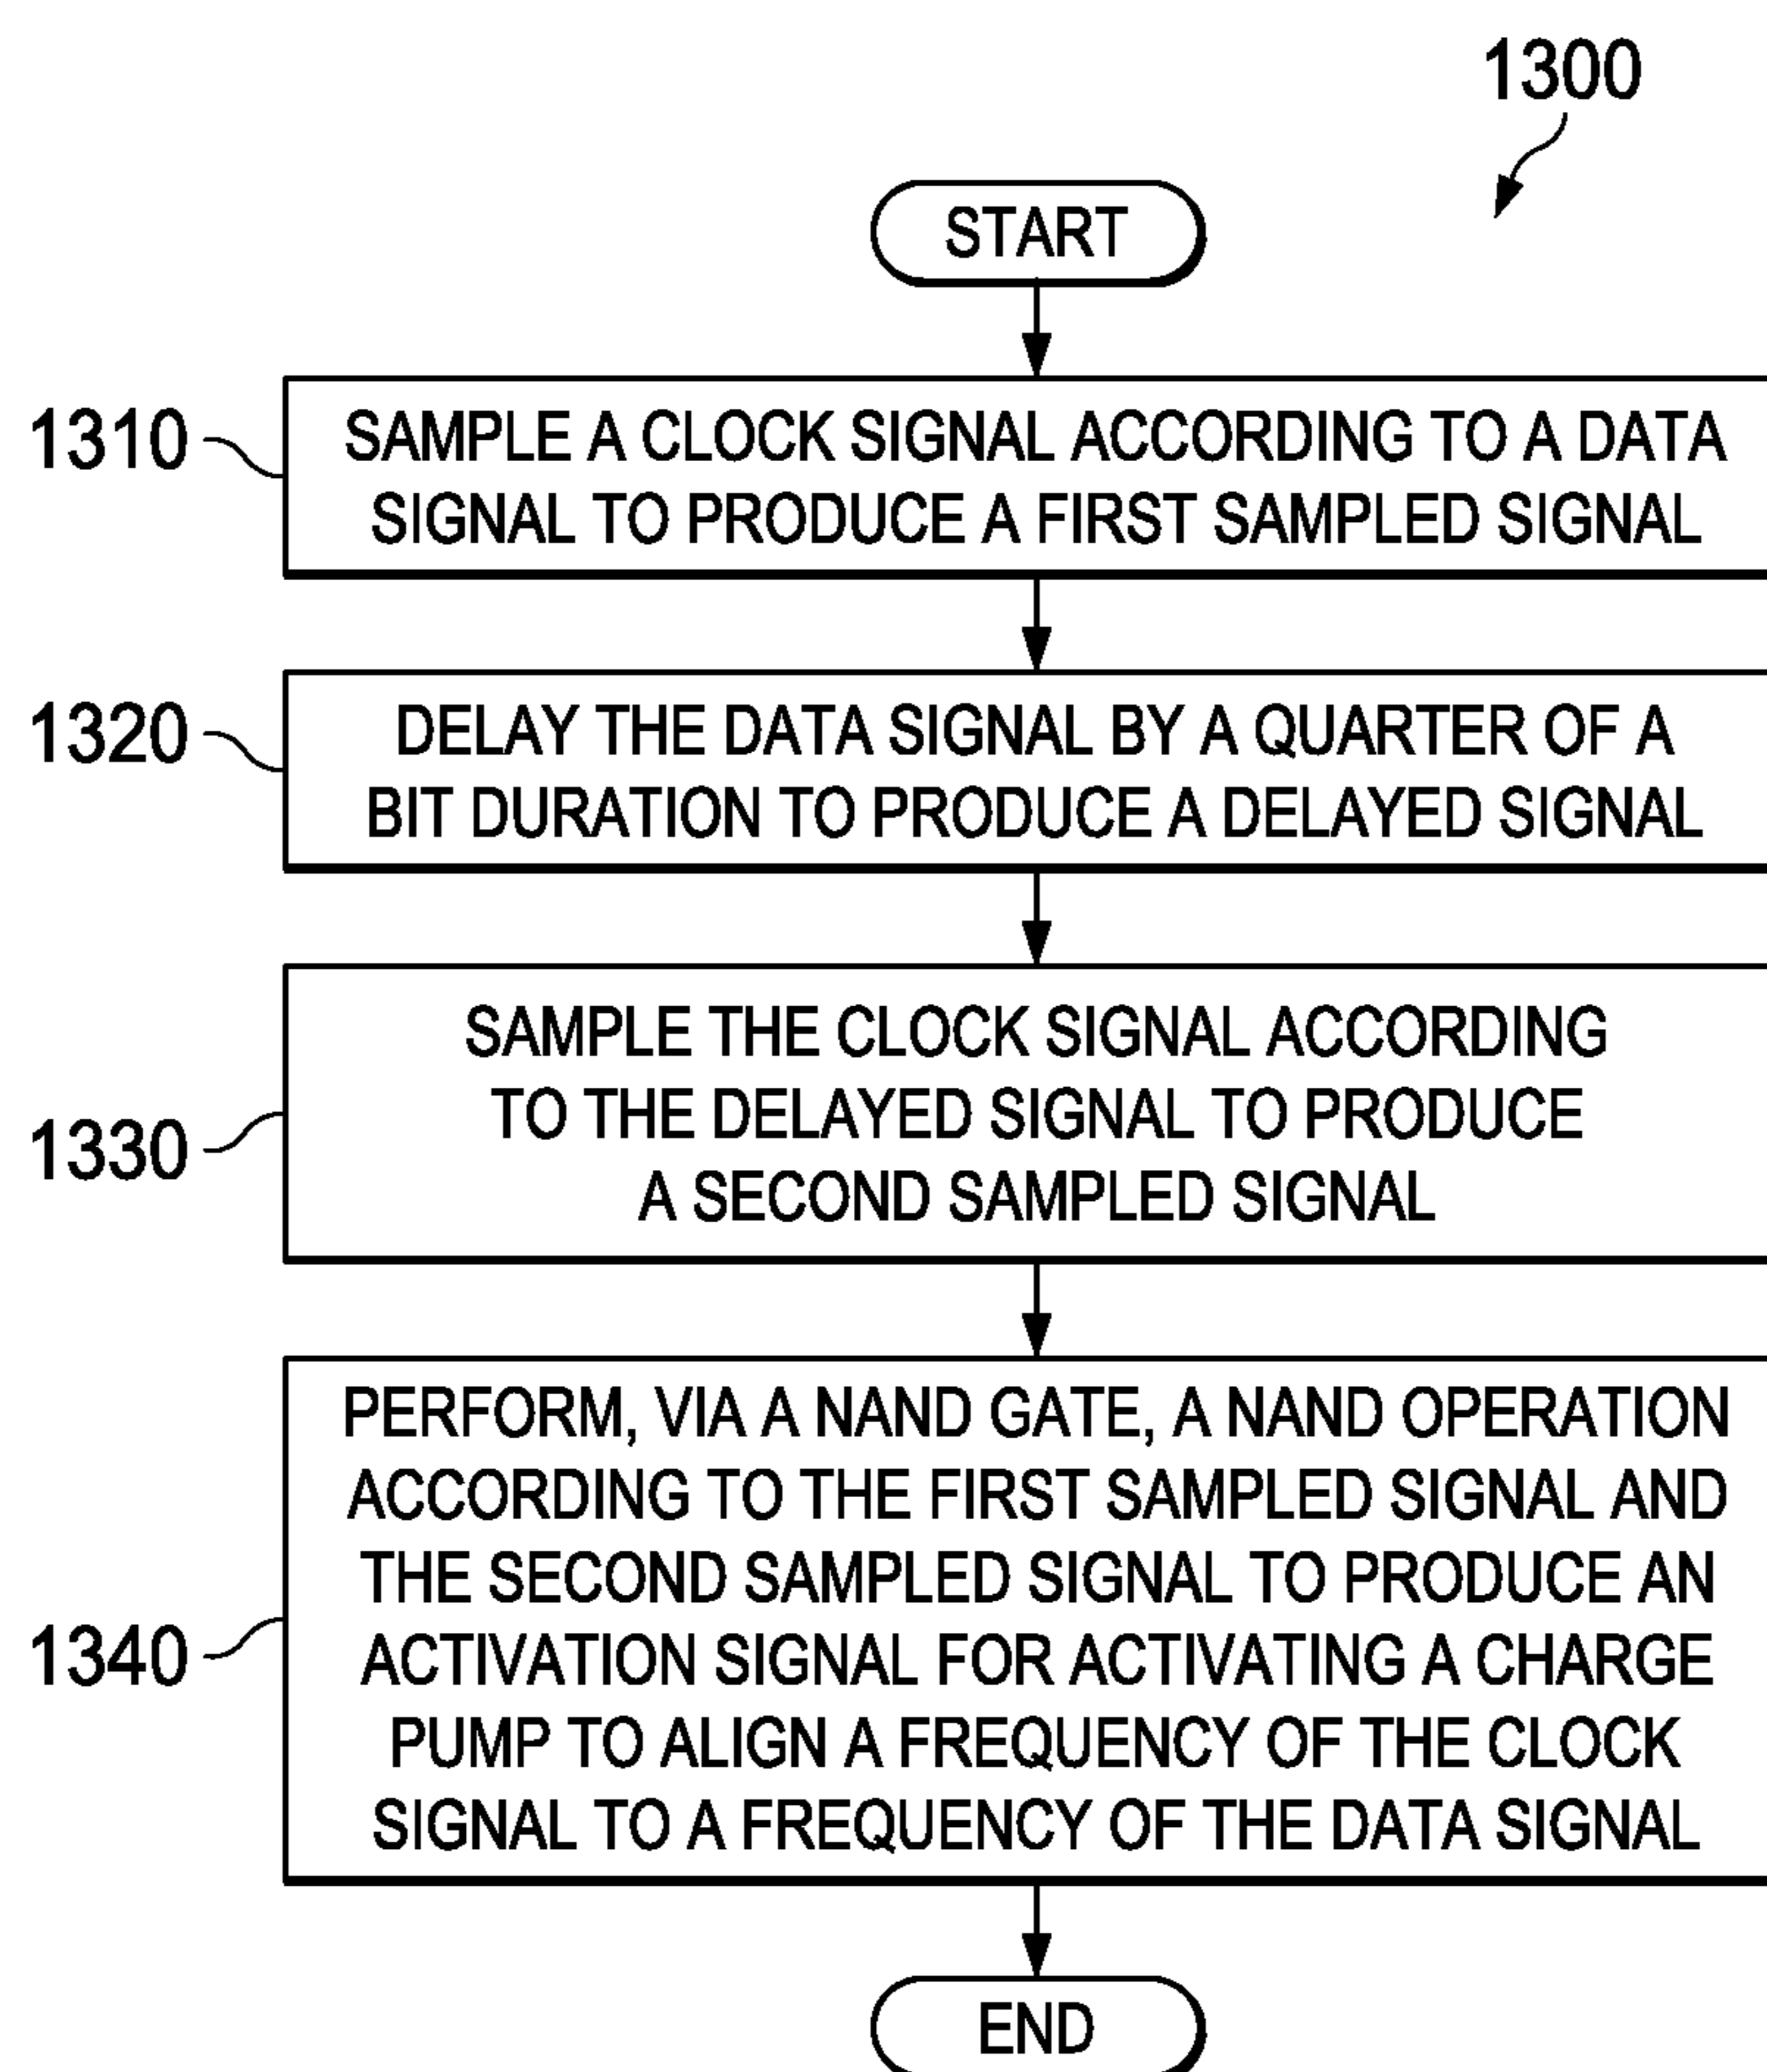 1300
START
1310
SAMPLE A CLOCK SIGNAL ACCORDING TO A DATA
SIGNAL TO PRODUCE A FIRST SAMPLED SIGNAL
1320
DELAY THE DATA SIGNAL BY A QUARTER OF A
BIT DURATION TO PRODUCE A DELAYED SIGNAL
1330
SAMPLE THE CLOCK SIGNAL ACCORDING
TO THE DELAYED SIGNAL TO PRODUCE
A SECOND SAMPLED SIGNAL
1340
PERFORM, VIA A NAND GATE, A NAND OPERATION
ACCORDING TO THE FIRST SAMPLED SIGNAL AND
THE SECOND SAMPLED SIGNAL TO PRODUCE AN
ACTIVATION SIGNAL FOR ACTIVATING A CHARGE
PUMP TO ALIGN A FREQUENCY OF THE CLOCK
SIGNAL TO A FREQUENCY OF THE DATA SIGNAL
END